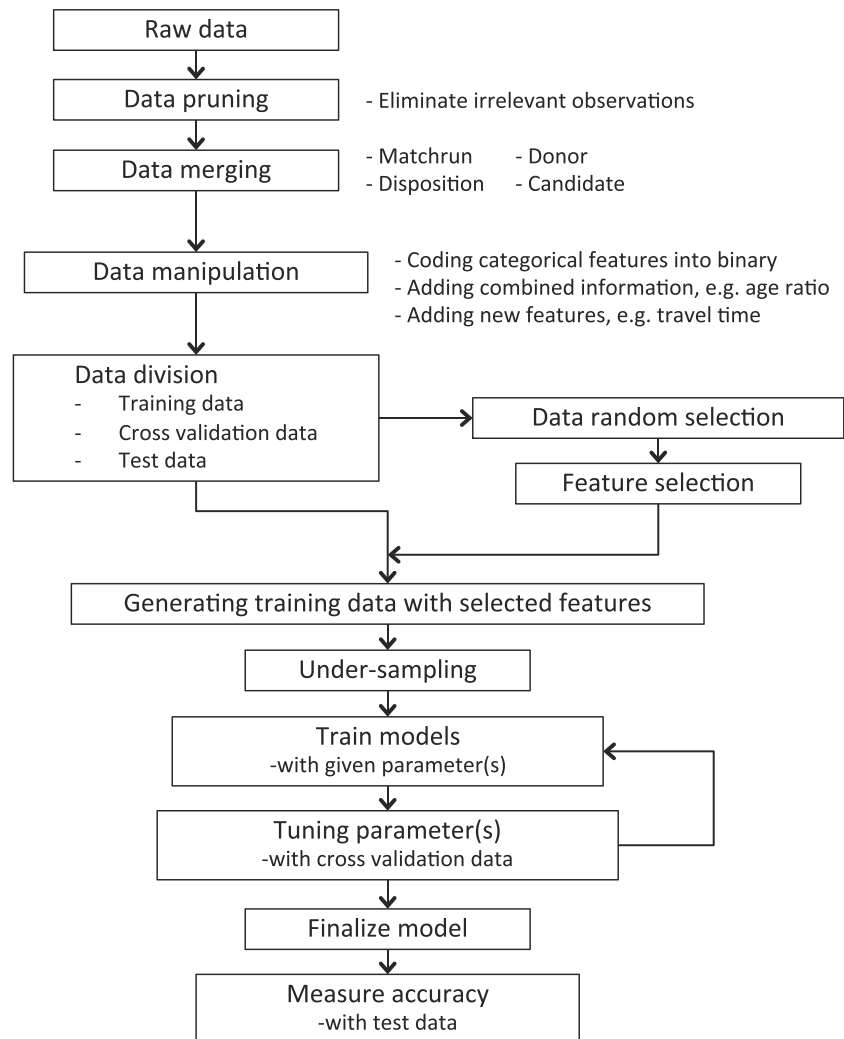 Raw data
Data pruning
- Eliminate irrelevant observations
Data merging
- Matchrun - Donor
- Disposition - Candidate
Data manipulation
- Coding categorical features into binary
- Adding combined information, e.g. age ratio
- Adding new features, e.g. travel time
Data division
- Training data
- Cross validation data
- Test data
Data random selection
Feature selection
Generating training data with selected features
Under-sampling
Train models
-with given parameter(s)
Tuning parameter(s)
-with cross validation data
Finalize model
Measure accuracy
-with test data